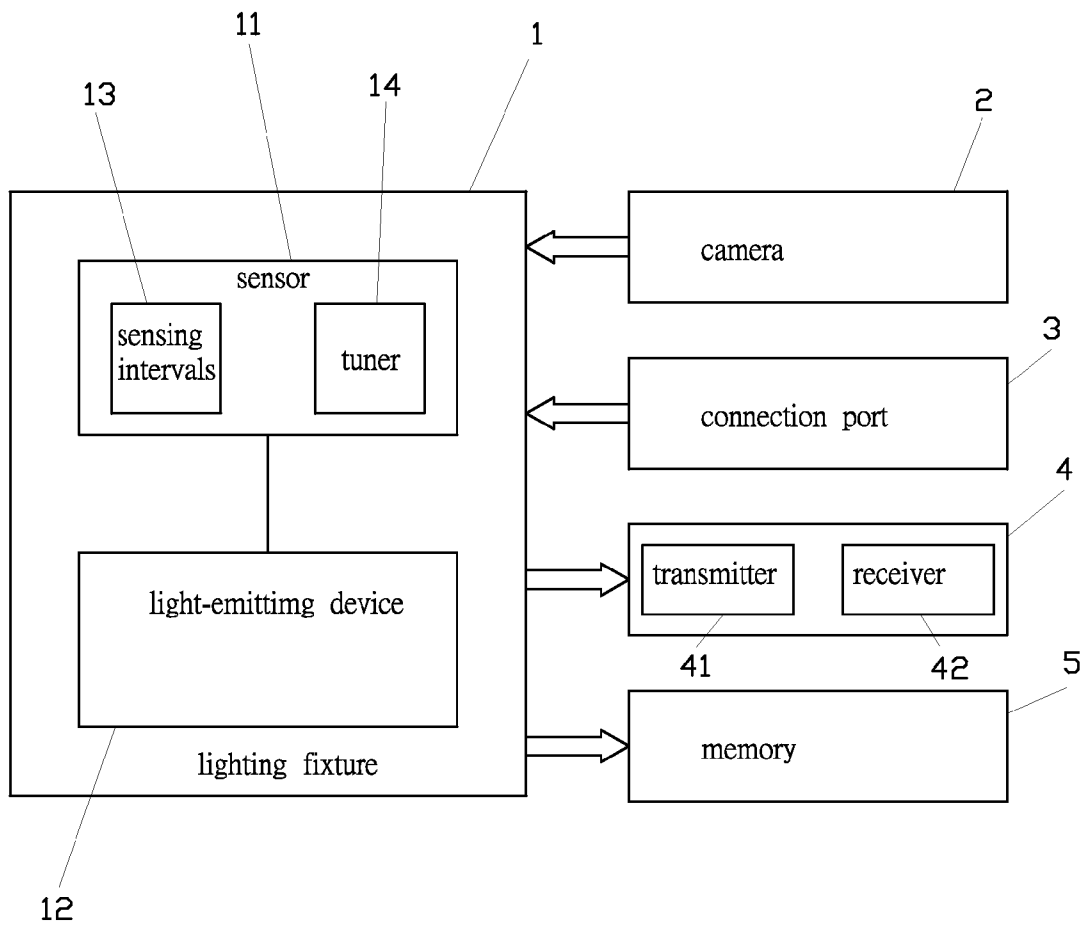 11
1
13
14
2
camera
sensor
sensing
intervals
tuner
3
connection port
4
transmitter
receiver
light-emittimg device
41
42
5
memory
lighting fixture
12